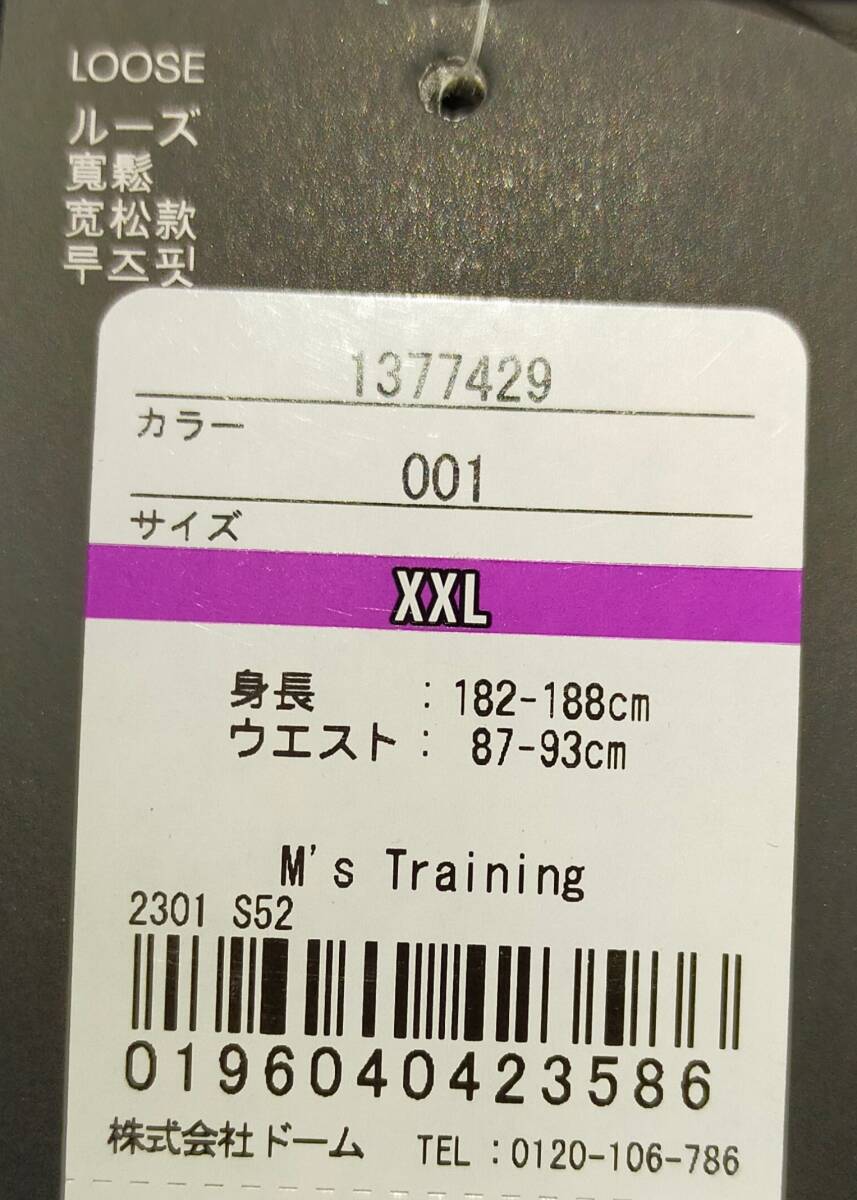 LOOSE
ルーズ
寬鬆
宽松款
루즈핏
1377429
カラー
001
サイズ
XXL
身長 : 182-188cm
ウエスト : 87-93cm
M's Training
2301 S52
0196040423586
株式会社ドーム TEL : 0120-106-786